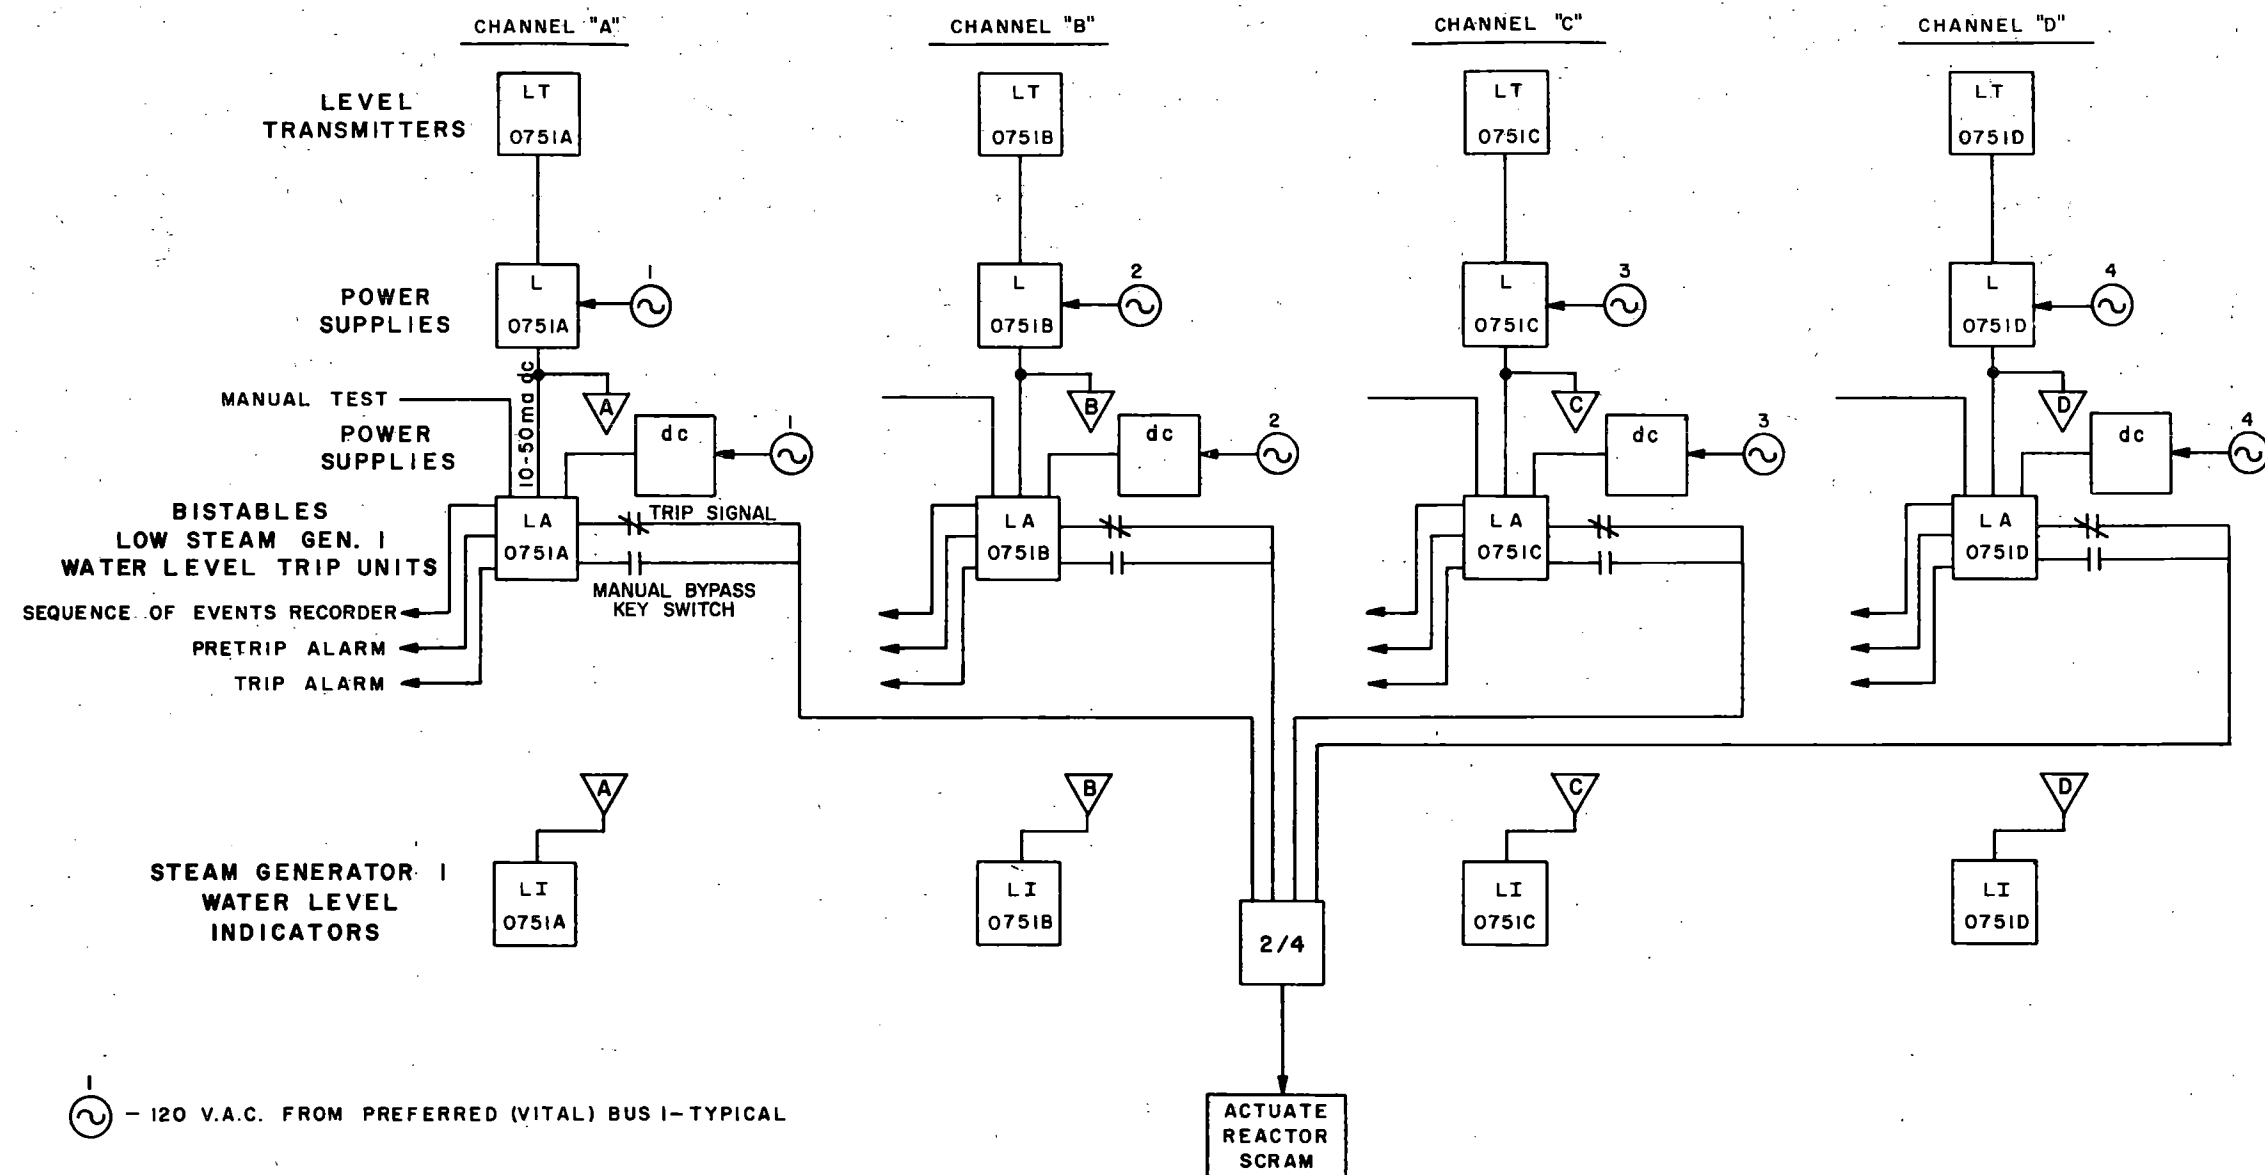 CHANNEL "A"
CHANNEL "B"
CHANNEL "C"
CHANNEL "D"
LEVEL
TRANSMITTERS
LT
0751A
LT
0751B
LT
0751C
LT
0751D
POWER
SUPPLIES
L
0751A
1
L
0751B
2
L
0751C
3
L
0751D
4
10-50ma dc
A
B
C
D
MANUAL TEST
POWER
SUPPLIES
dc
1
dc
2
dc
3
dc
4
BISTABLES
LOW STEAM GEN. 1
WATER LEVEL TRIP UNITS
LA
0751A
TRIP SIGNAL
MANUAL BYPASS
KEY SWITCH
LA
0751B
LA
0751C
LA
0751D
SEQUENCE OF EVENTS RECORDER
PRETRIP ALARM
TRIP ALARM
A
B
C
D
STEAM GENERATOR 1
WATER LEVEL
INDICATORS
LI
0751A
LI
0751B
LI
0751C
LI
0751D
2/4
1
- 120 V.A.C. FROM PREFERRED (VITAL) BUS 1-TYPICAL
ACTUATE
REACTOR
SCRAM